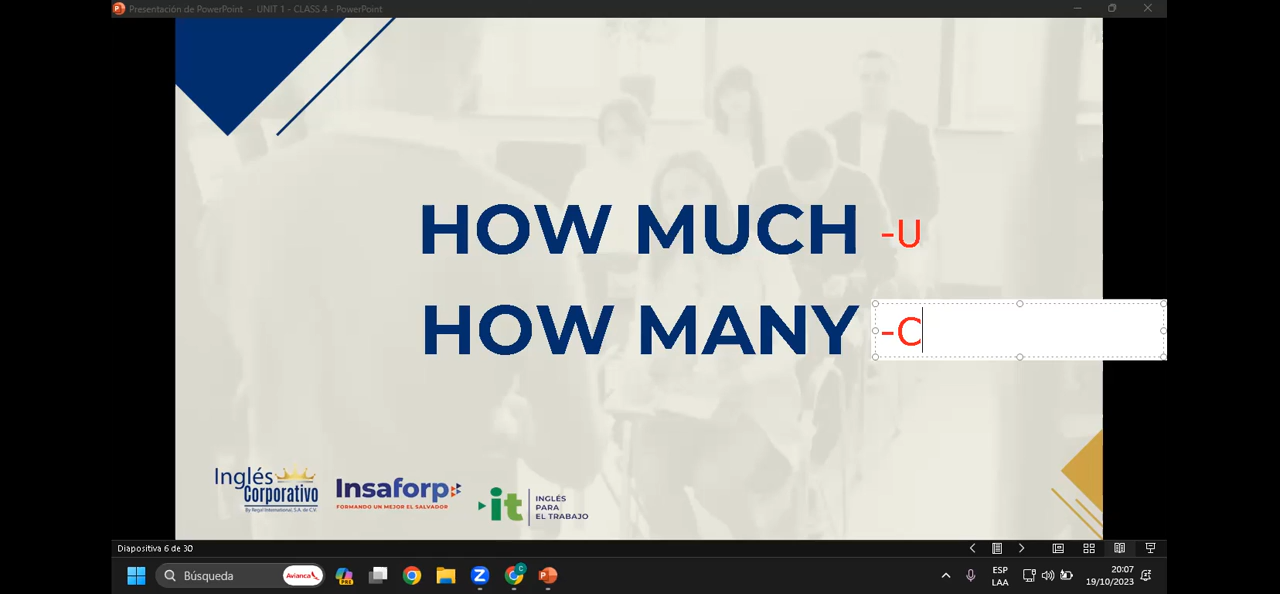 Presentación de PowerPoint - UNIT 1 - CLASS 4 - PowerPoint
HOW MUCH -U
HOW MANY -C
Inglés
Corporativo
By Regal International, S.A. de C.V.
Insaforp
FORMANDO UN MEJOR EL SALVADOR
it
INGLÉS
PARA
EL TRABAJO
Diapositiva 6 de 30
Búsqueda
Avianca
PRE
ESP
LAA
20:07
19/10/2023